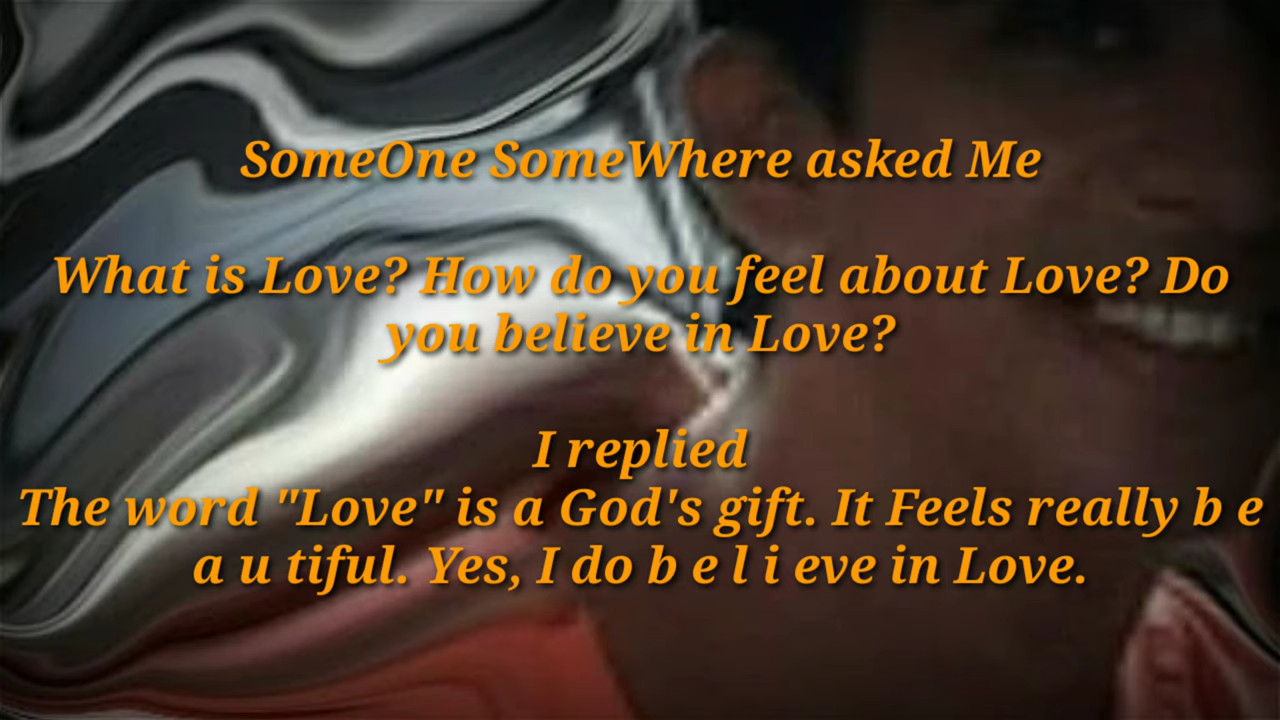 SomeOne SomeWhere asked Me
What is Love? How do you feel about Love? Do
you believe in Love?
I replied
The word "Love" is a God's gift. It Feels really b e
a u tiful. Yes, I do b e l i eve in Love.